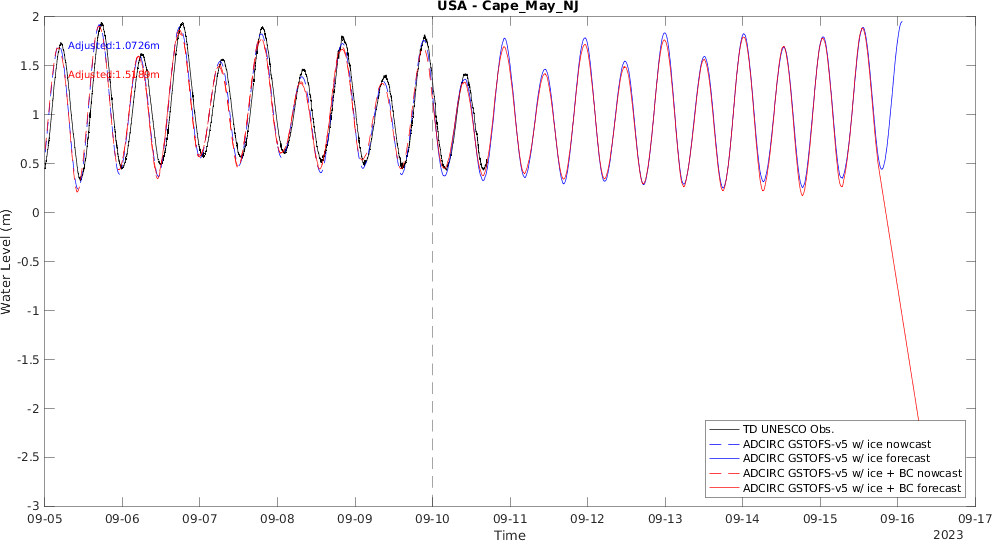 USA - Cape_May_NJ
2
1.5
1
0.5
0
-0.5
-1
-1.5
-2
-2.5
-3
Water Level (m)
Adjusted:1.0726m
Adjusted:1.5189m
TD UNESCO Obs.
ADCIRC GSTOFS-v5 w/ ice nowcast
ADCIRC GSTOFS-v5 w/ ice forecast
ADCIRC GSTOFS-v5 w/ ice + BC nowcast
ADCIRC GSTOFS-v5 w/ ice + BC forecast
09-05 09-06 09-07 09-08 09-09 09-10 09-11 09-12 09-13 09-14 09-15 09-16 09-17
Time
2023